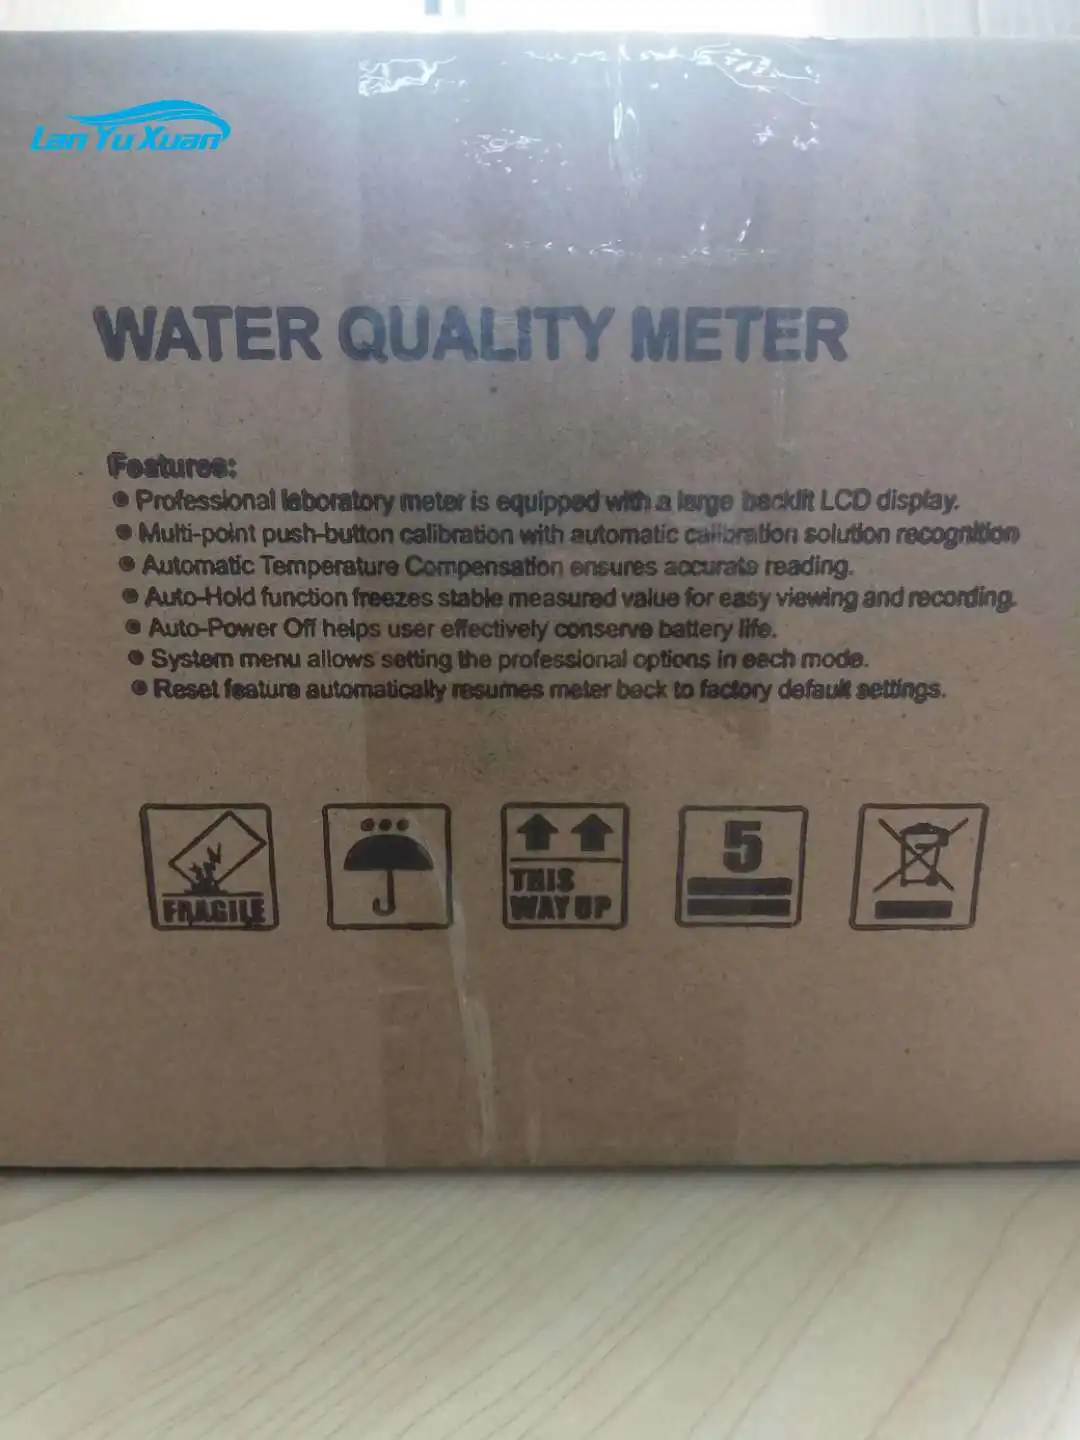 Lan Yu Xuan
WATER QUALITY METER
Features:
● Professional laboratory meter is equipped with a large backlit LCD display.
● Multi-point push-button calibration with automatic calibration solution recognition
● Automatic Temperature Compensation ensures accurate reading.
● Auto-Hold function freezes stable measured value for easy viewing and recording.
● Auto-Power Off helps user effectively conserve battery life.
● System menu allows setting the professional options in each mode.
● Reset feature automatically resumes meter back to factory default settings.
FRAGILE
THIS
WAY UP
5